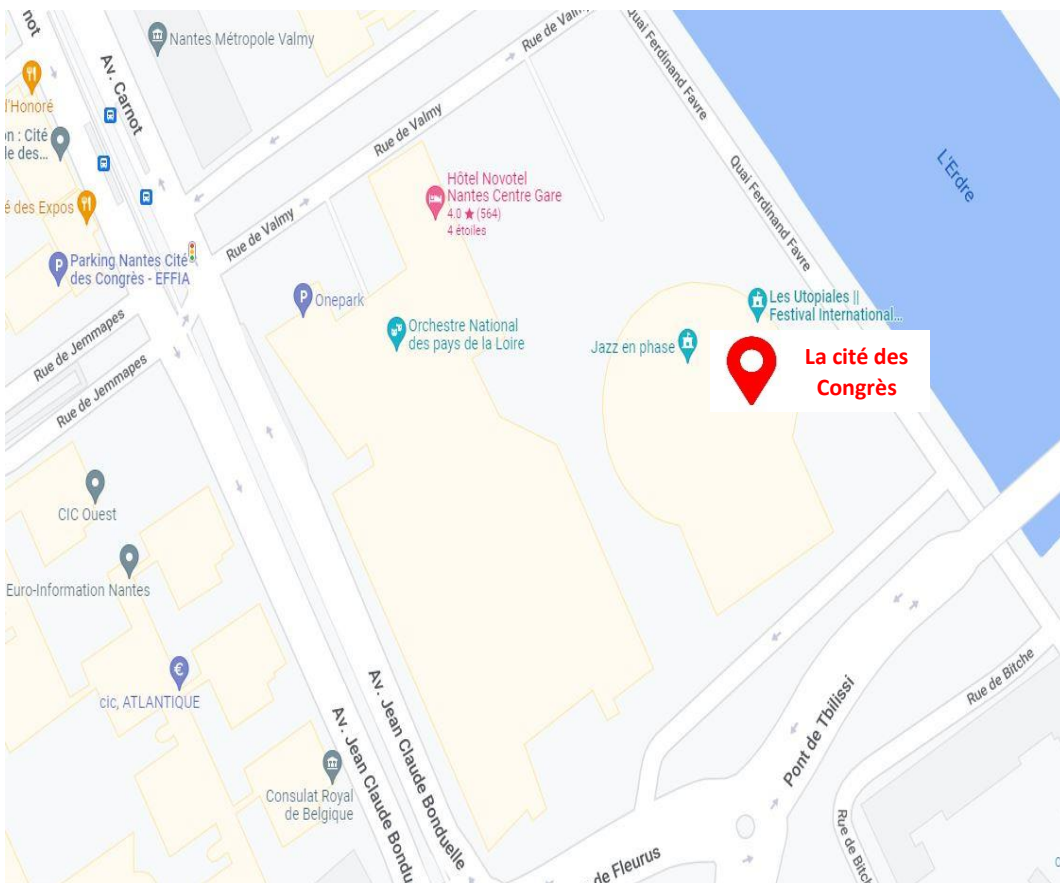 not
Av. Carnot
Nantes Métropole Valmy
Rue de Valmy
Quai Ferdinand Favre
L'Erdre
d'Honoré
on : Cité
le des...
é des Expos
Rue de Valmy
Hôtel Novotel
Nantes Centre Gare
4.0 ★ (564)
4 étoiles
Quai Ferdinand Favre
Rue de Valmy
Parking Nantes Cité
des Congrès - EFFIA
P
Onepark
P
Orchestre National
des pays de la Loire
Les Utopiales ||
Festival International...
Jazz en phase
La cité des
Congrès
Rue de Jemmapes
Rue de Jemmapes
CIC Ouest
Euro-Information Nantes
€
cic, ATLANTIQUE
Av. Jean Claude Bonduelle
Av. Jean Claude Bondu
Consulat Royal
de Belgique
Pont de Tbilissi
Rue de Bitche
Rue de Bitc
de Fleurus